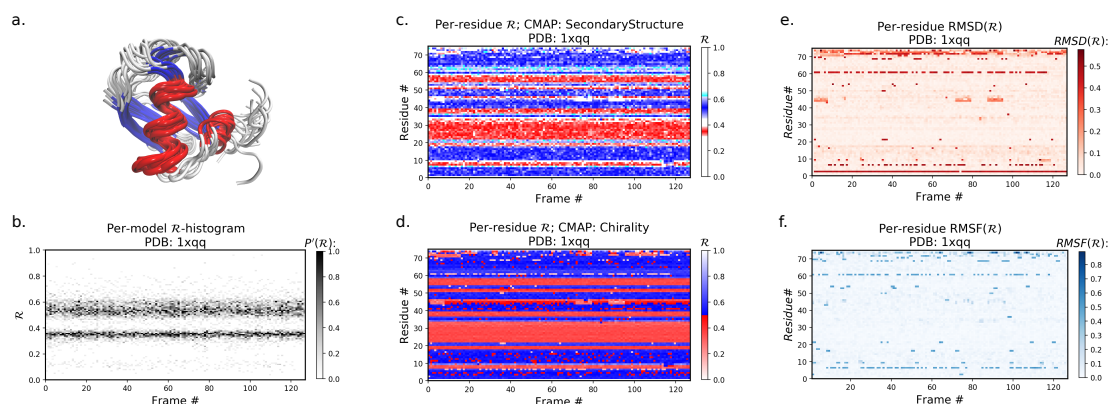 a.
b.
Per-model R-histogram
PDB: 1xqq
P'(R):
1.0
0.8
0.6
0.4
0.2
0.0
R
1.0
0.8
0.6
0.4
0.2
0.0
0 20 40 60 80 100 120
Frame #
c.
Per-residue R; CMAP: SecondaryStructure
PDB: 1xqq
R
Residue #
70
60
50
40
30
20
10
0
1.0
0.8
0.6
0.4
0.2
0.0
0 20 40 60 80 100 120
Frame #
d.
Per-residue R; CMAP: Chirality
PDB: 1xqq
R
Residue #
70
60
50
40
30
20
10
0
1.0
0.8
0.6
0.4
0.2
0.0
0 20 40 60 80 100 120
Frame #
e.
Per-residue RMSD(R)
PDB: 1xqq
RMSD(R):
Residue#
70
60
50
40
30
20
10
0
0.5
0.4
0.3
0.2
0.1
0.0
20 40 60 80 100 120
Frame #
f.
Per-residue RMSF(R)
PDB: 1xqq
RMSF(R):
Residue#
70
60
50
40
30
20
10
0
0.8
0.7
0.6
0.5
0.4
0.3
0.2
0.1
0.0
20 40 60 80 100 120
Frame #